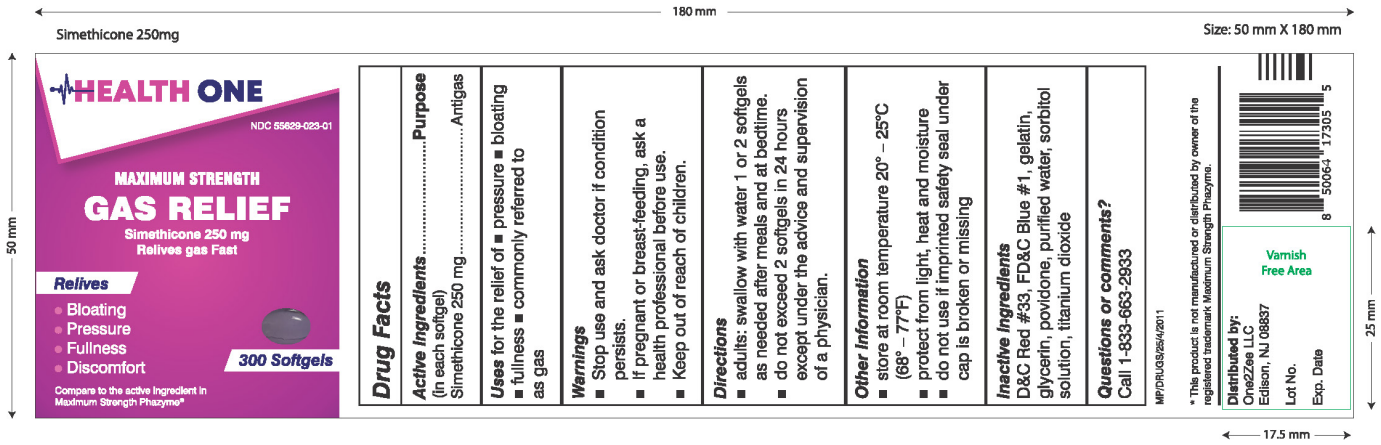 180 mm
Simethicone 250mg
Size: 50 mm X 180 mm
50 mm
HEALTH ONE
NDC 55629-023-01
MAXIMUM STRENGTH
GAS RELIEF
Simethicone 250 mg
Relives gas Fast
Relives
• Bloating
• Pressure
• Fullness
• Discomfort
300 Softgels
Compare to the active ingredient in
Maximum Strength Phazyme®
Drug Facts
Active Ingredients..................Purpose
(in each softgel)
Simethicone 250 mg..................Antigas
Uses for the relief of ■ pressure ■ bloating
■ fullness ■ commonly referred to
as gas
Warnings
■ Stop use and ask doctor if condition
persists.
■ If pregnant or breast-feeding, ask a
health professional before use.
■ Keep out of reach of children.
Directions
■ adults: swallow with water 1 or 2 softgels
as needed after meals and at bedtime.
■ do not exceed 2 softgels in 24 hours
except under the advice and supervision
of a physician.
Other Information
■ store at room temperature 20° – 25°C
(68° – 77°F)
■ protect from light, heat and moisture
■ do not use if imprinted safety seal under
cap is broken or missing
Inactive Ingredients
D&C Red #33, FD&C Blue #1, gelatin,
glycerin, povidone, purified water, sorbitol
solution, titanium dioxide
Questions or comments?
Call 1-833-663-2933
MP/DRUGS/25/4/2011
* This product is not manufactured or distributed by owner of the
registered trademark Maximum Strength Phazyme.
Distributed by:
One2Zee LLC
Edison, NJ 08837
Lot No.
Exp. Date
Varnish
Free Area
8 50064 17305 5
25 mm
17.5 mm